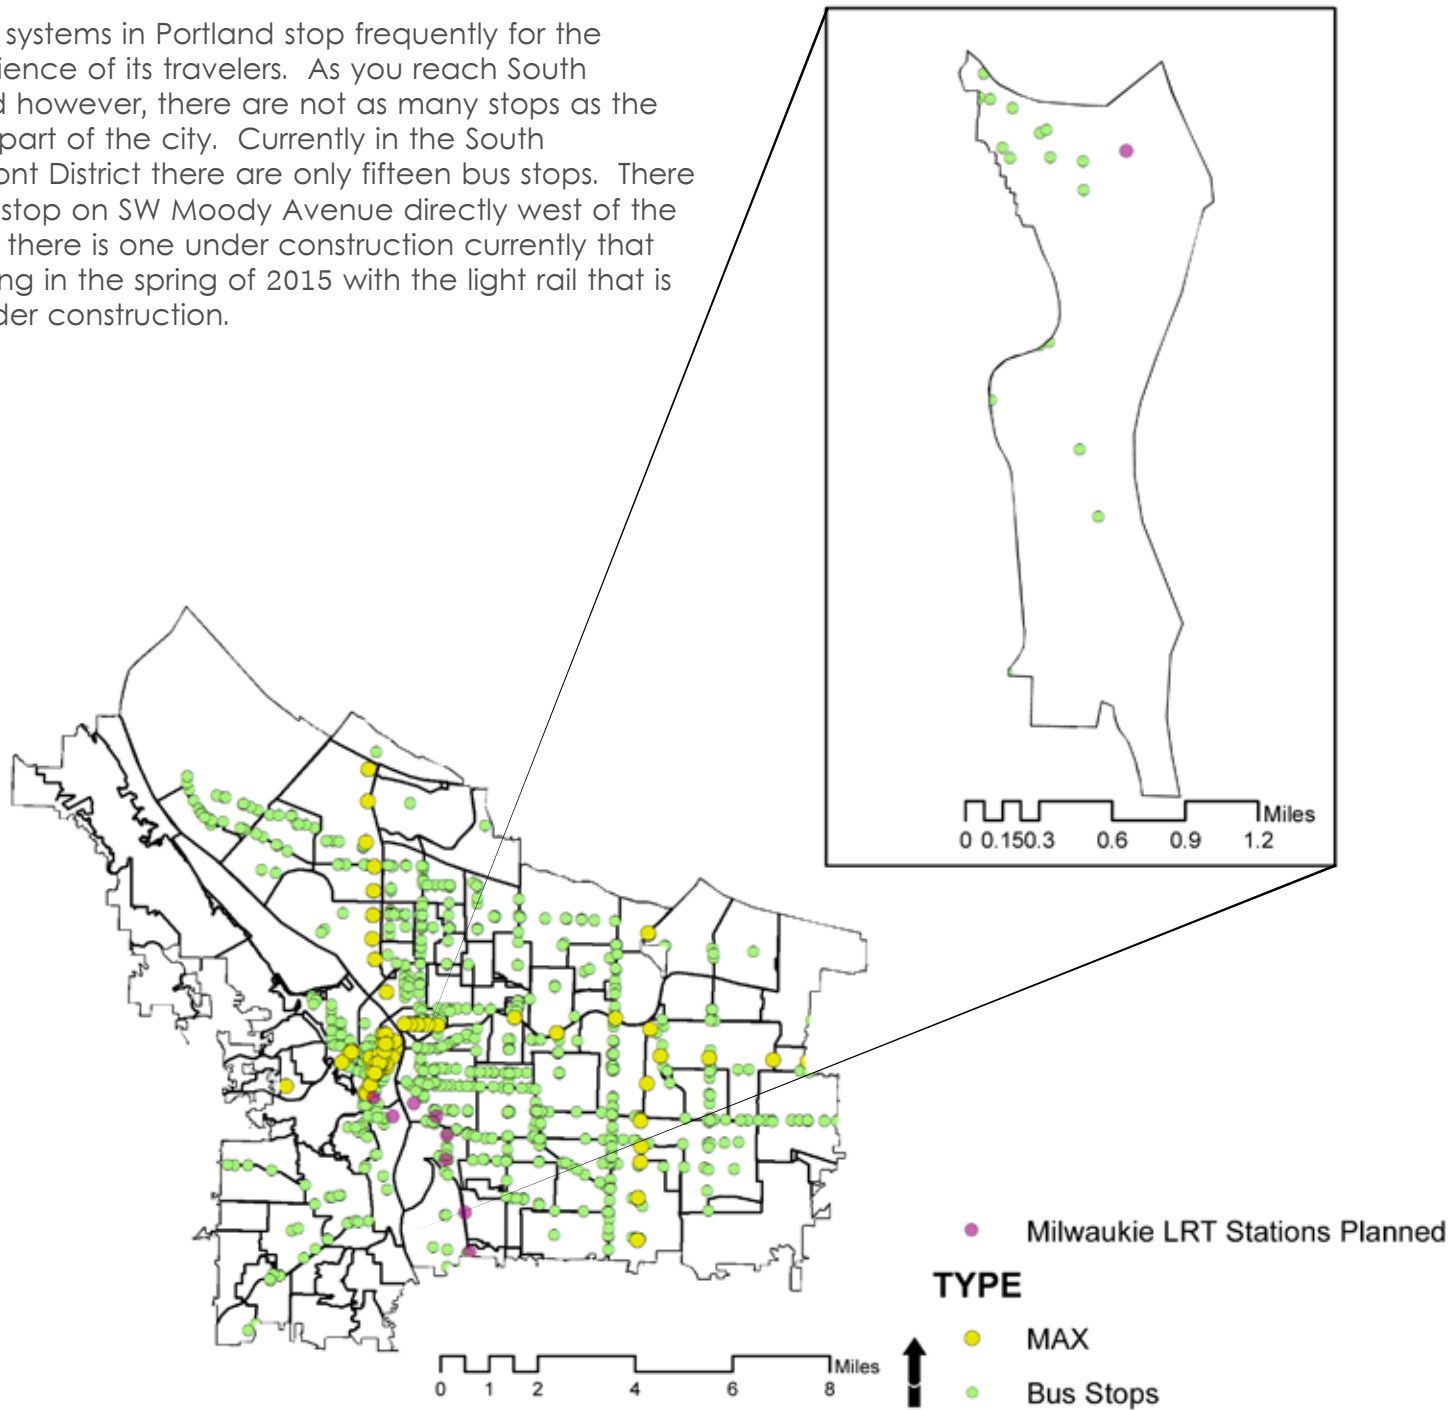 systems in Portland stop frequently for the
ience of its travelers. As you reach South
d however, there are not as many stops as the
part of the city. Currently in the South
ont District there are only fifteen bus stops. There
stop on SW Moody Avenue directly west of the
there is one under construction currently that
ng in the spring of 2015 with the light rail that is
der construction.
Miles
0 0.150.3 0.6 0.9 1.2
Milwaukie LRT Stations Planned
TYPE
MAX
Bus Stops
Miles
0 1 2 4 6 8